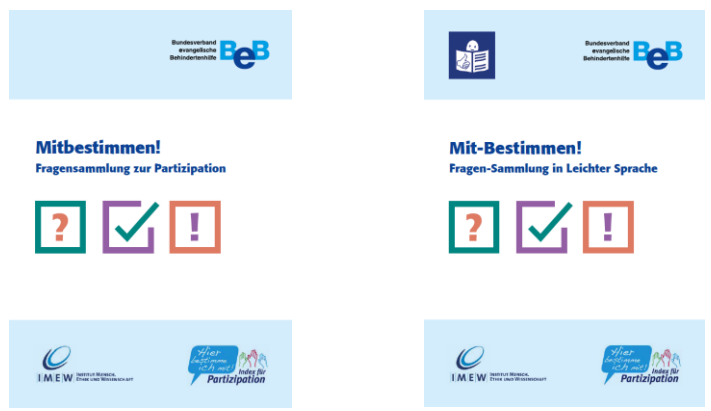 Bundesverband
evangelische
Behindertenhilfe
BeB
Mitbestimmen!
Fragensammlung zur Partizipation
?
!
IMEW
INSTITUT MENSCH,
ETHIK UND WISSENSCHAFT
Hier
bestimme
ich mit!
Index für
Partizipation
Bundesverband
evangelische
Behindertenhilfe
BeB
Mit-Bestimmen!
Fragen-Sammlung in Leichter Sprache
?
!
IMEW
INSTITUT MENSCH,
ETHIK UND WISSENSCHAFT
Hier
bestimme
ich mit!
Index für
Partizipation